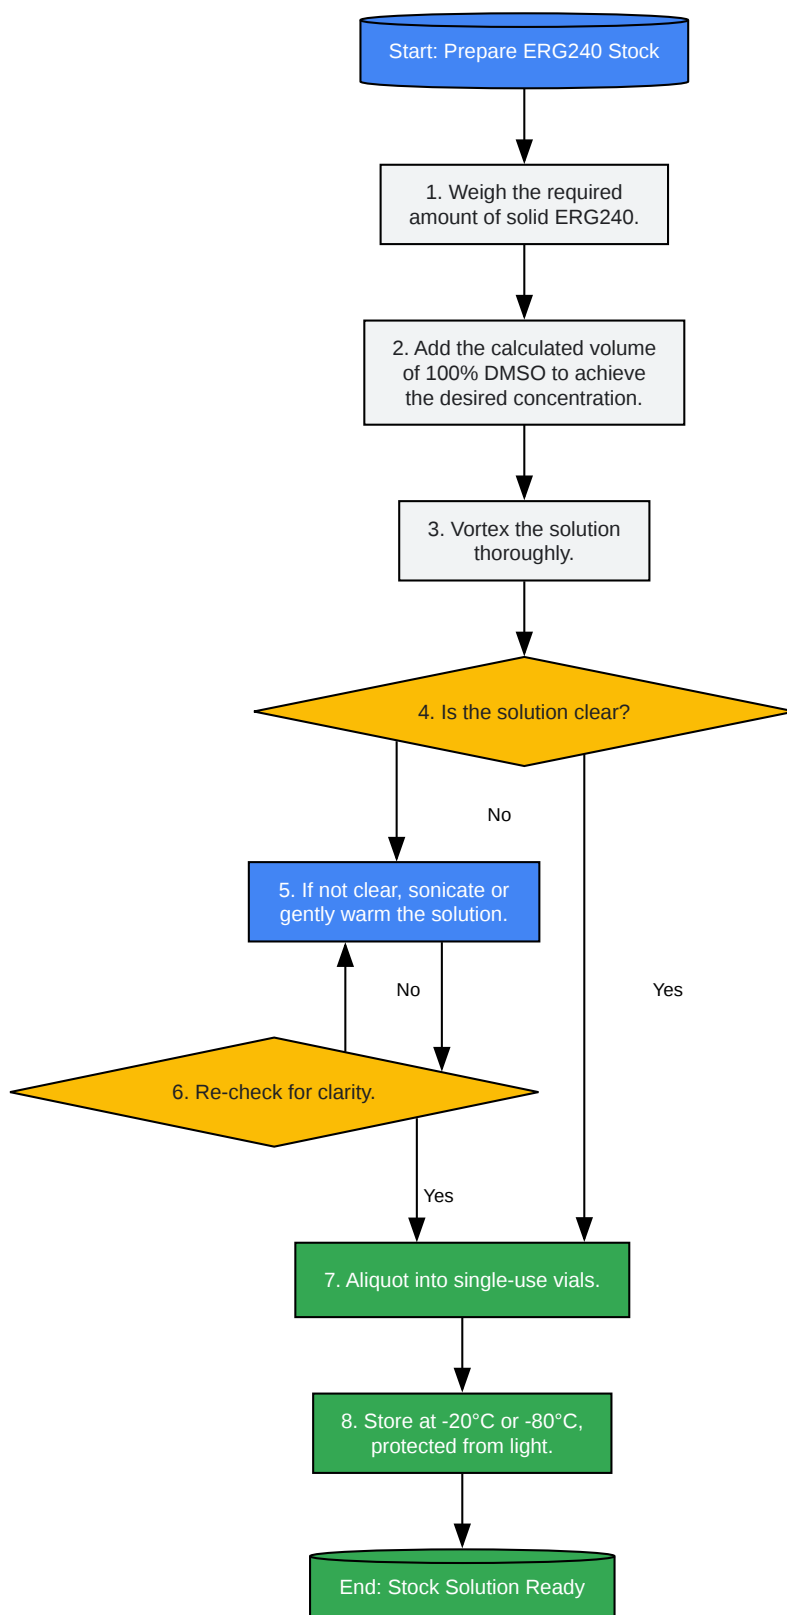 Start: Prepare ERG240 Stock
1. Weigh the required
amount of solid ERG240.
2. Add the calculated volume
of 100% DMSO to achieve
the desired concentration.
3. Vortex the solution
thoroughly.
4. Is the solution clear?
No
5. If not clear, sonicate or
gently warm the solution.
No
Yes
6. Re-check for clarity.
Yes
7. Aliquot into single-use vials.
8. Store at -20°C or -80°C,
protected from light.
End: Stock Solution Ready